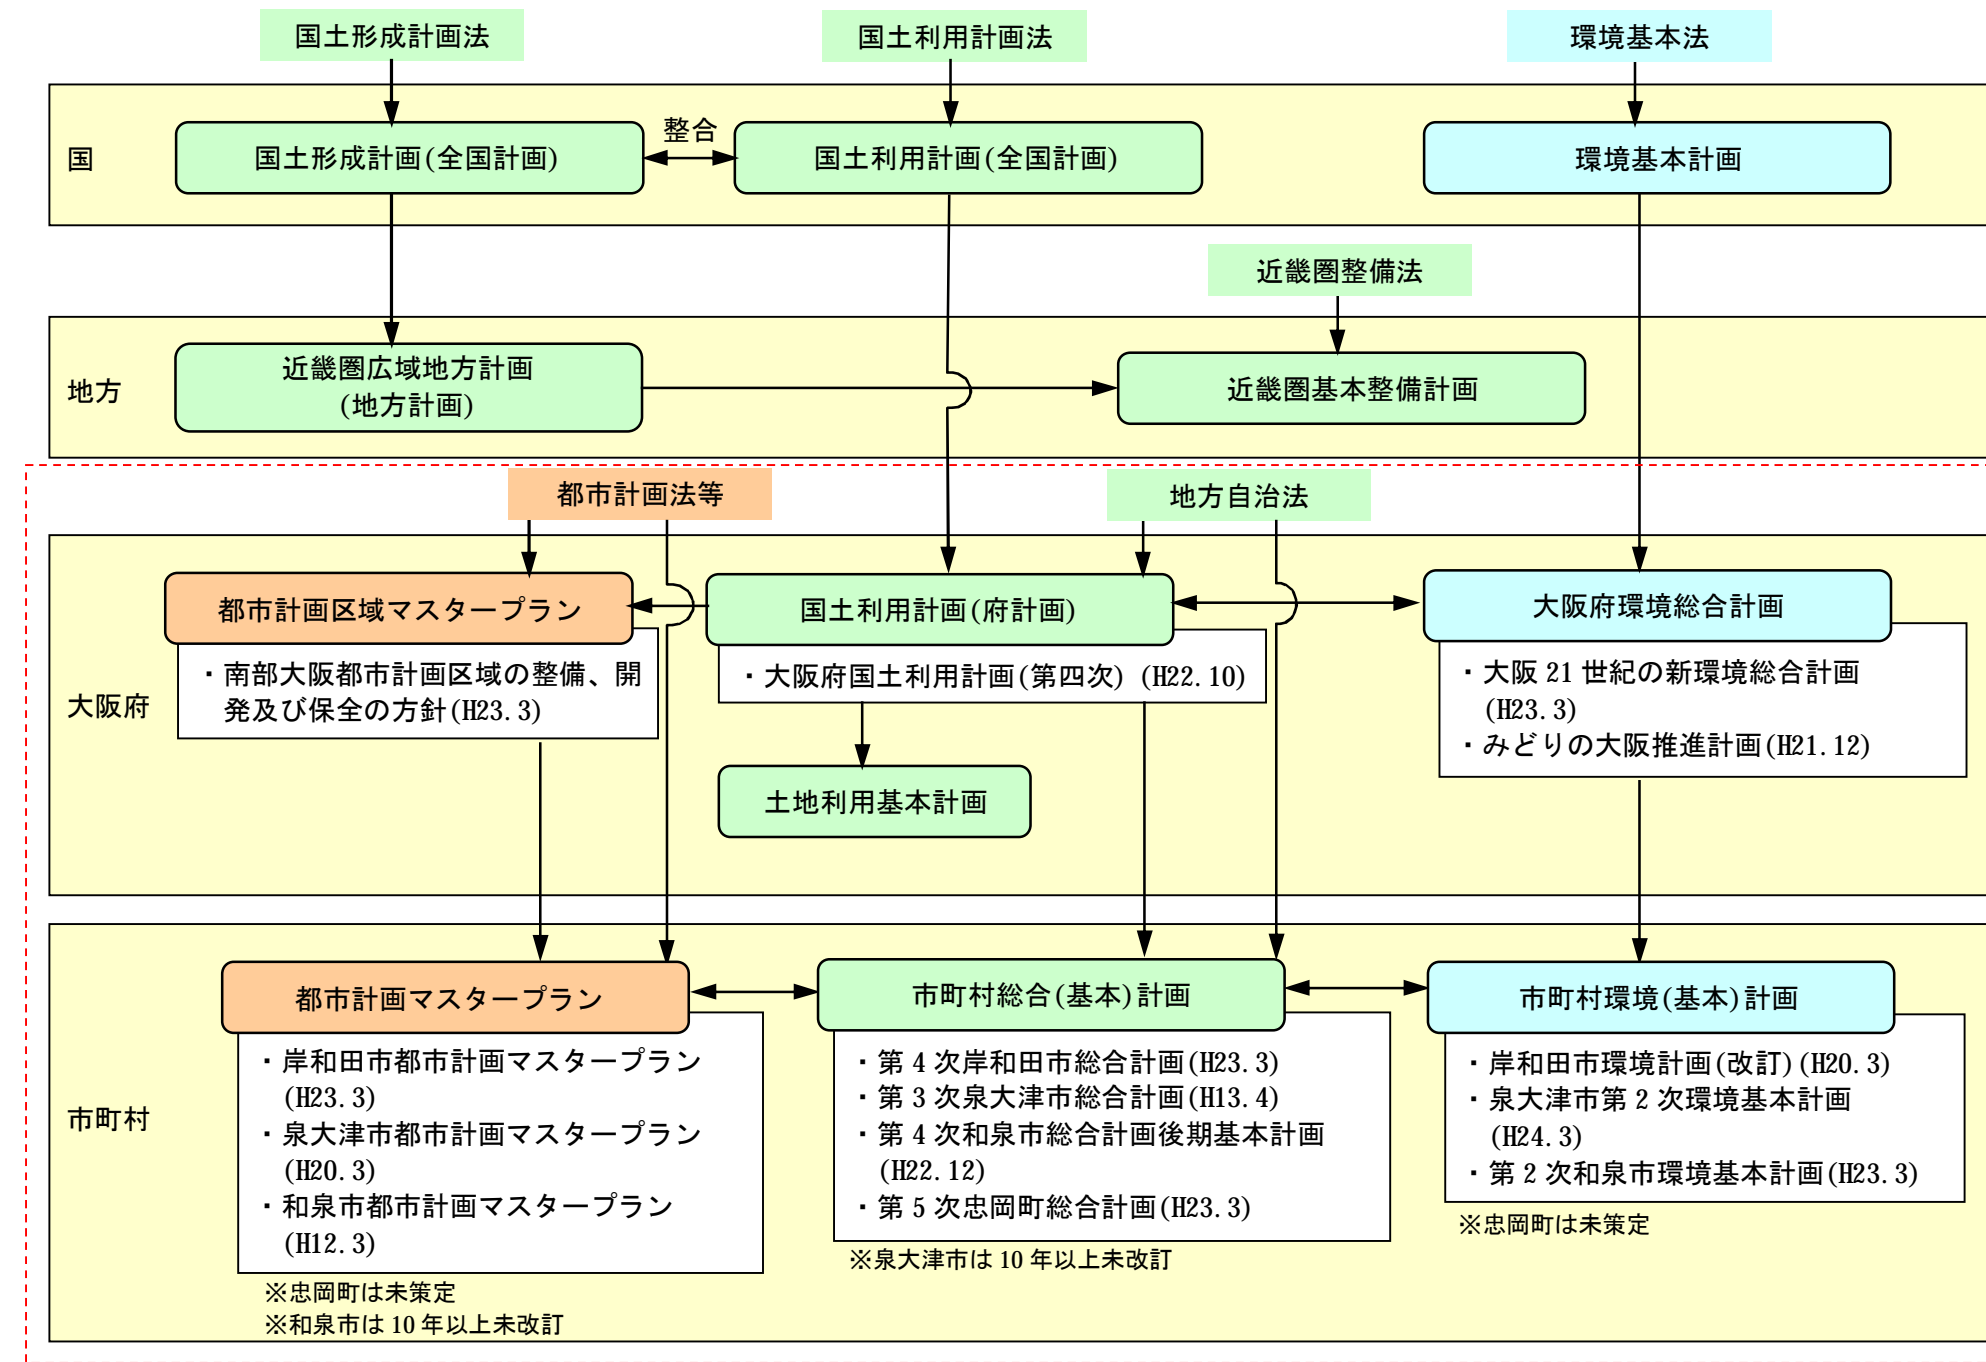 国土形成計画法
国土利用計画法
環境基本法
国
国土形成計画(全国計画)
整合
国土利用計画(全国計画)
環境基本計画
近畿圏整備法
地方
近畿圏広域地方計画
(地方計画)
近畿圏基本整備計画
都市計画法等
地方自治法
大阪府
都市計画区域マスタープラン
・南部大阪都市計画区域の整備、開
発及び保全の方針(H23.3)
国土利用計画(府計画)
・大阪府国土利用計画(第四次) (H22.10)
土地利用基本計画
大阪府環境総合計画
・大阪 21 世紀の新環境総合計画
(H23.3)
・みどりの大阪推進計画(H21.12)
市町村
都市計画マスタープラン
・岸和田市都市計画マスタープラン
(H23.3)
・泉大津市都市計画マスタープラン
(H20.3)
・和泉市都市計画マスタープラン
(H12.3)
※忠岡町は未策定
※和泉市は 10 年以上未改訂
市町村総合(基本)計画
・第 4 次岸和田市総合計画(H23.3)
・第 3 次泉大津市総合計画(H13.4)
・第 4 次和泉市総合計画後期基本計画
(H22.12)
・第 5 次忠岡町総合計画(H23.3)
※泉大津市は 10 年以上未改訂
市町村環境(基本)計画
・岸和田市環境計画(改訂)(H20.3)
・泉大津市第 2 次環境基本計画
(H24.3)
・第 2 次和泉市環境基本計画(H23.3)
※忠岡町は未策定